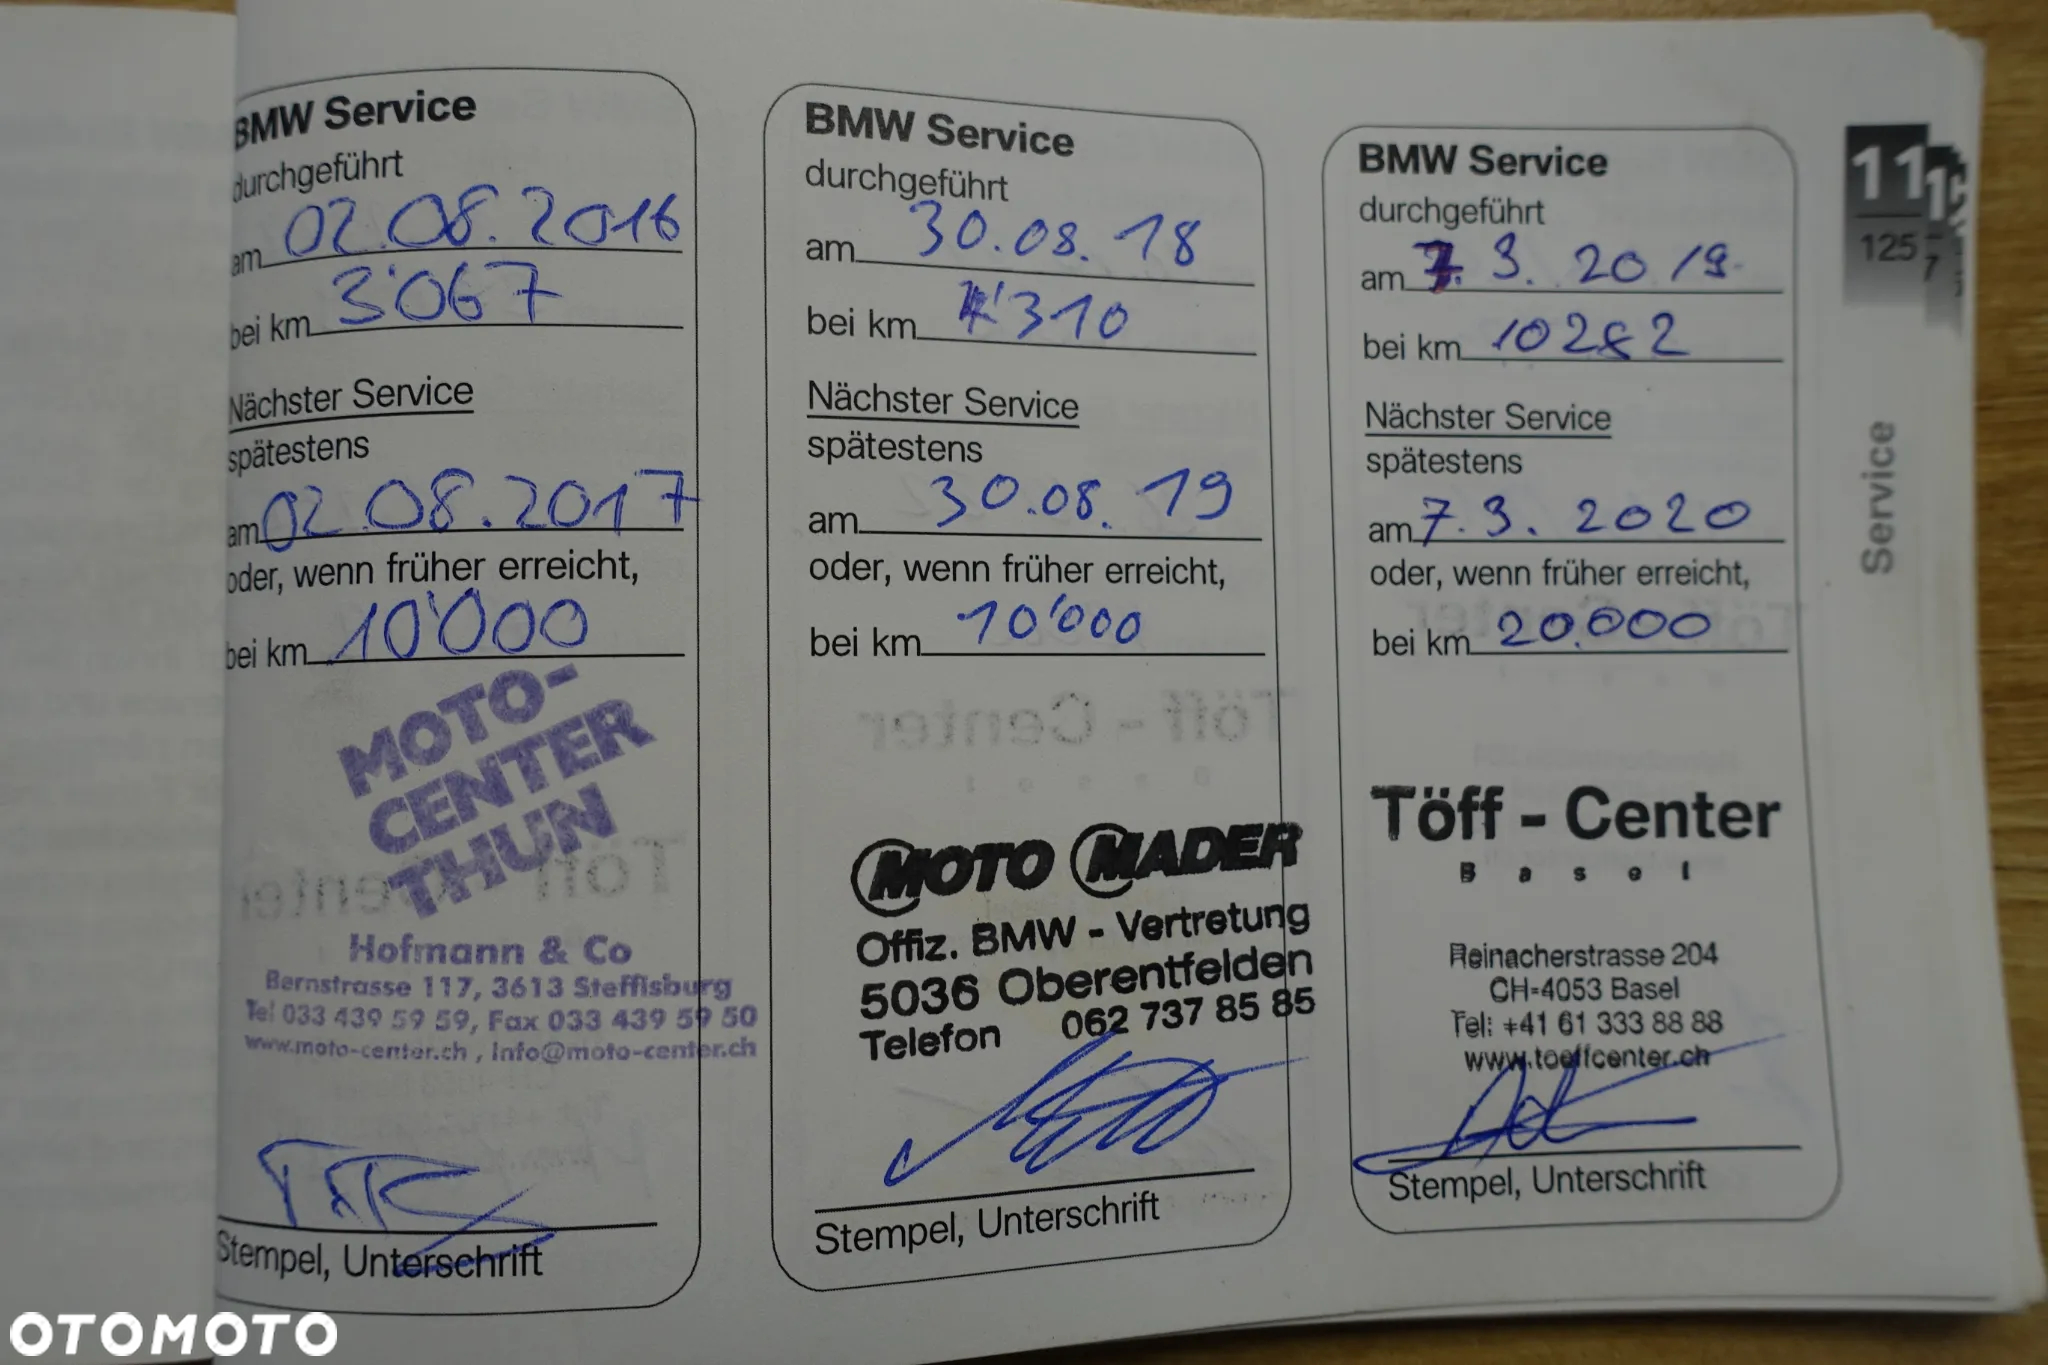 BMW Service
durchgeführt
am 02.08.2016
bei km 3'067
Nächster Service
spätestens
am 02.08.2017
oder, wenn früher erreicht,
bei km 10'000
MOTO-
CENTER
THUN
Hofmann & Co
Bernstrasse 117, 3613 Steffisburg
Tel 033 439 59 59, Fax 033 439 59 50
www.moto-center.ch, info@moto-center.ch
Stempel, Unterschrift
BMW Service
durchgeführt
am 30.08.18
bei km
Nächster Service
spätestens
am 30.08.19
oder, wenn früher erreicht,
bei km 10'000
MOTO MADER
Offiz. BMW - Vertretung
5036 Oberentfelden
Telefon 062 737 85 85
Stempel, Unterschrift
BMW Service
durchgeführt
am 7.3.2019
bei km 10282
Nächster Service
spätestens
am 7.3.2020
oder, wenn früher erreicht,
bei km 20.000
Töff - Center
Basel
Reinacherstrasse 204
CH-4053 Basel
Tel: +41 61 333 88 88
www.toeffcenter.ch
Stempel, Unterschrift
11
125
Service
OTOMOTO